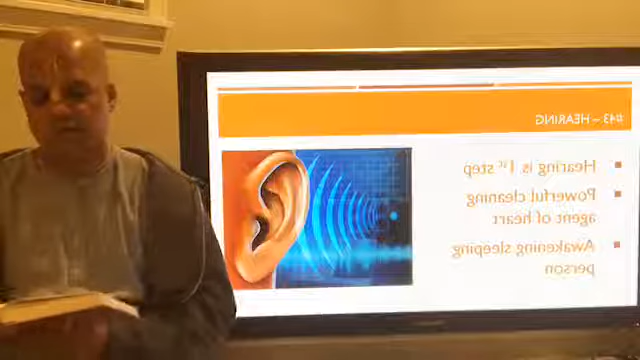 #43 – HEARING
Hearing is 1st step
Powerful cleaning
agent of heart
Awakening sleeping
person